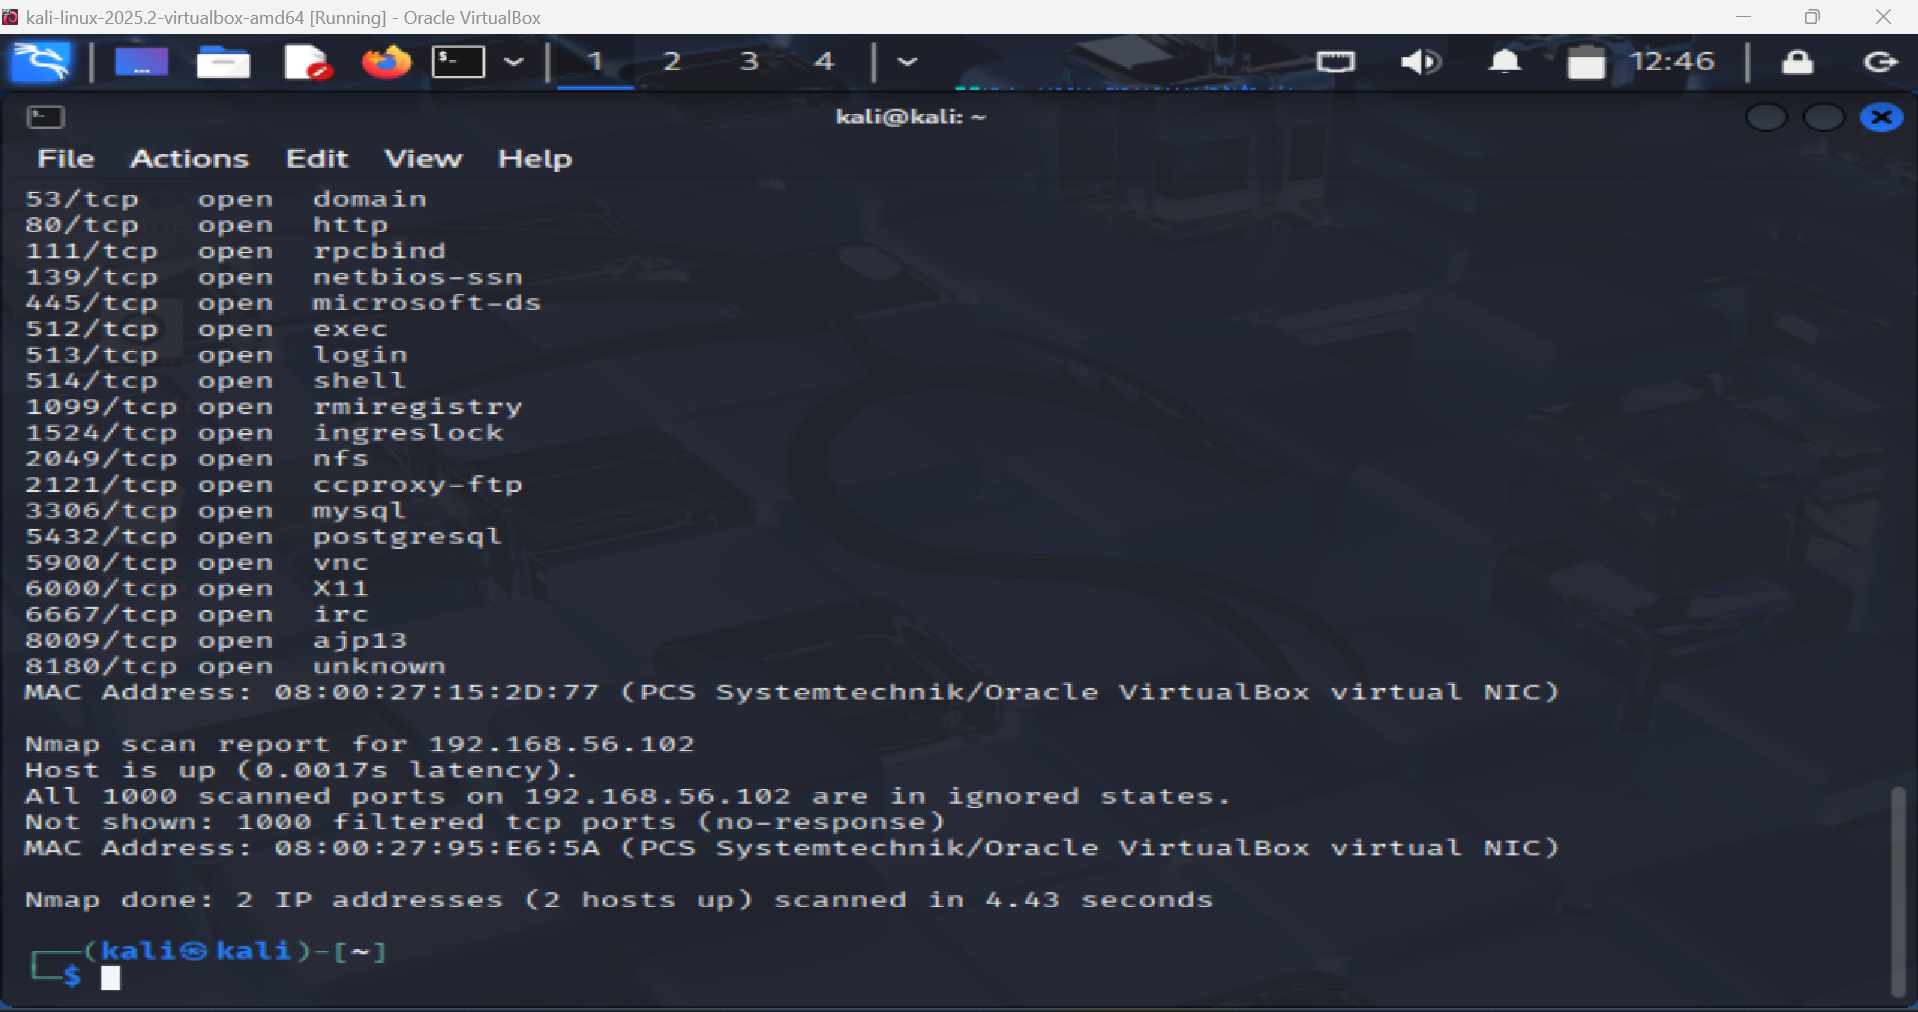 kali-linux-2025.2-virtualbox-amd64 [Running] - Oracle VirtualBox
1 2 3 4 12:46
kali@kali: ~
File Actions Edit View Help
53/tcp open domain
80/tcp open http
111/tcp open rpcbind
139/tcp open netbios-ssn
445/tcp open microsoft-ds
512/tcp open exec
513/tcp open login
514/tcp open shell
1099/tcp open rmiregistry
1524/tcp open ingreslock
2049/tcp open nfs
2121/tcp open ccproxy-ftp
3306/tcp open mysql
5432/tcp open postgresql
5900/tcp open vnc
6000/tcp open X11
6667/tcp open irc
8009/tcp open ajp13
8180/tcp open unknown
MAC Address: 08:00:27:15:2D:77 (PCS Systemtechnik/Oracle VirtualBox virtual NIC)
Nmap scan report for 192.168.56.102
Host is up (0.0017s latency).
All 1000 scanned ports on 192.168.56.102 are in ignored states.
Not shown: 1000 filtered tcp ports (no-response)
MAC Address: 08:00:27:95:E6:5A (PCS Systemtechnik/Oracle VirtualBox virtual NIC)
Nmap done: 2 IP addresses (2 hosts up) scanned in 4.43 seconds
┌──(kali㉿kali)-[~]
└─$